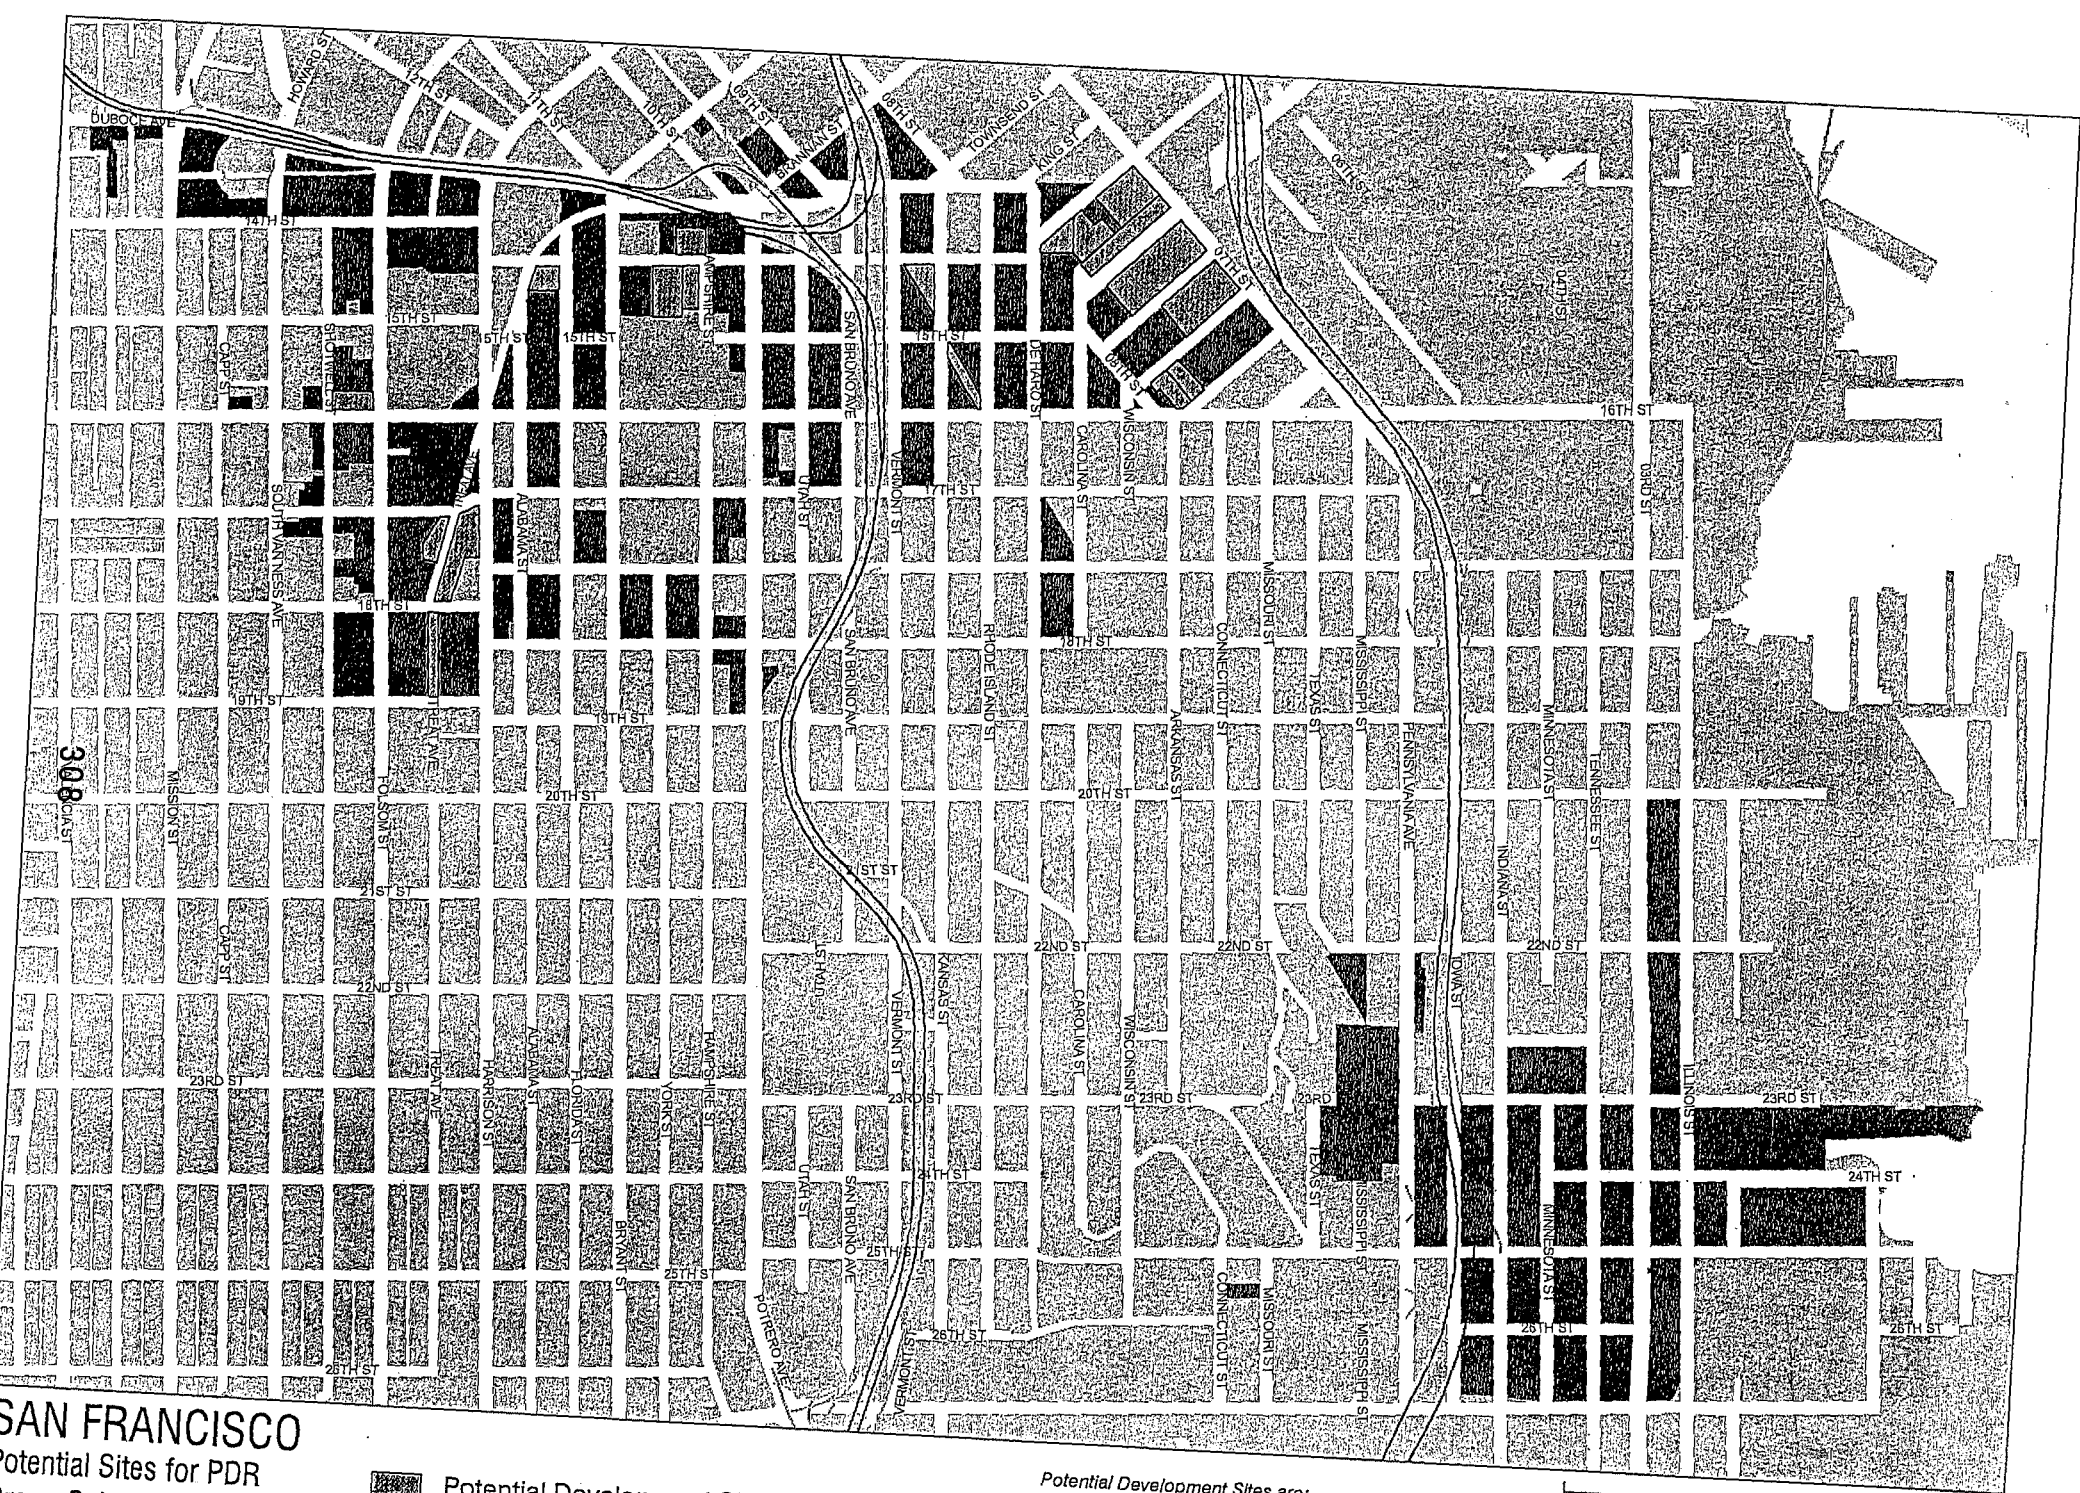 HOWARD ST
12TH ST
11TH ST
10TH ST
09TH ST
08TH ST
BRANNAN ST
TOWNSEND ST
KING ST
06TH ST
DUBOCE AVE
14TH ST
07TH ST
04TH ST
15TH ST
15TH ST
15TH ST
15TH ST
CAPP ST
SHOTWELL ST
SAN BRUNO AVE
DE HARO ST
08TH ST
16TH ST
WISCONSIN ST
CAROLINA ST
SOUTH VAN NESS AVE
ALABAMA ST
UTAH ST
VERMONT ST
17TH ST
03RD ST
18TH ST
18TH ST
SAN BRUNO AVE
RHODE ISLAND ST
CONNECTICUT ST
MISSOURI ST
TEXAS ST
MISSISSIPPI ST
19TH ST
TREAT AVE
19TH ST
ARKANSAS ST
PENNSYLVANIA AVE
MINNESOTA ST
TENNESSEE ST
308
MISSION ST
FOLSOM ST
20TH ST
20TH ST
INDIANA ST
21ST ST
21ST ST
CAPP ST
22ND ST
22ND ST
22ND ST
22ND ST
KANSAS ST
VERMONT ST
CAROLINA ST
WISCONSIN ST
IOWA ST
ALABAMA ST
HAMPSHIRE ST
TREAT AVE
HARRISON ST
FLORIDA ST
YORK ST
23RD ST
23RD ST
23RD ST
23RD
23RD ST
ILLINOIS ST
24TH ST
24TH ST
UTAH ST
SAN BRUNO AVE
TEXAS ST
MINNESOTA ST
BRYANT ST
25TH ST
25TH ST
POTRERO AVE
CONNECTICUT ST
MISSOURI ST
MISSISSIPPI ST
26TH ST
26TH ST
26TH ST
26TH ST
SAN FRANCISCO
Potential Sites for PDR
Potential Development Sites are: